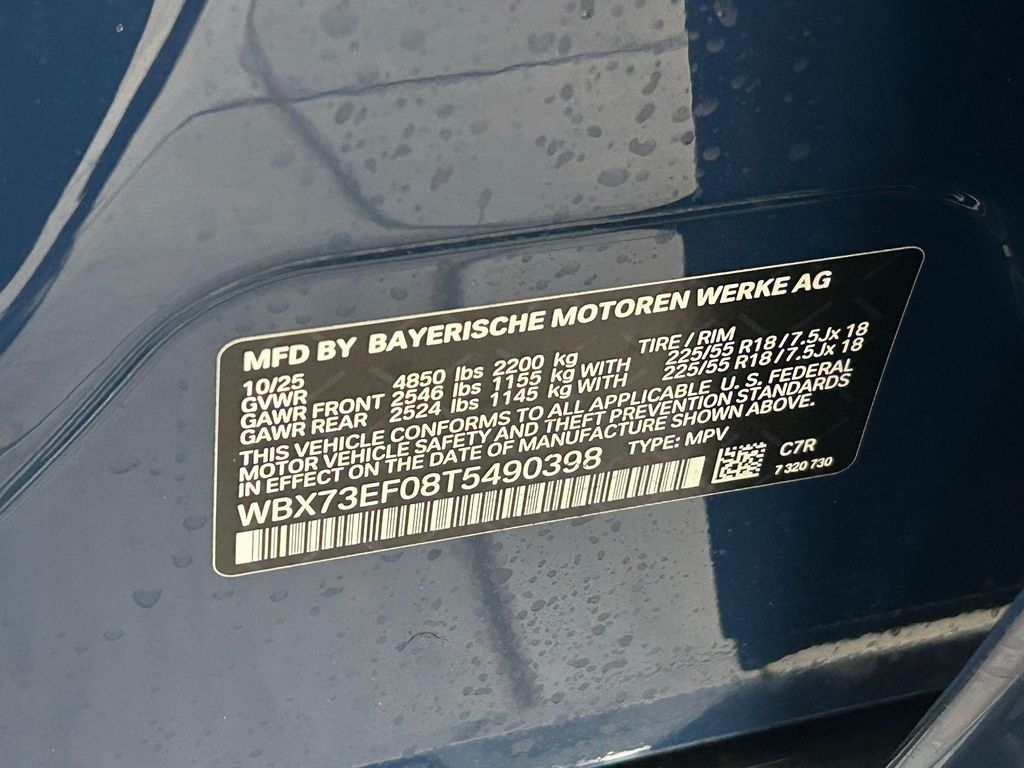 MFD BY BAYERISCHE MOTOREN WERKE AG
10/25 TIRE / RIM
GVWR 4850 lbs 2200 kg 225/55 R18 / 7.5Jx 18
GAWR FRONT 2546 lbs 1155 kg WITH 225/55 R18 / 7.5Jx 18
GAWR REAR 2524 lbs 1145 kg WITH
THIS VEHICLE CONFORMS TO ALL APPLICABLE U. S. FEDERAL
MOTOR VEHICLE SAFETY AND THEFT PREVENTION STANDARDS
IN EFFECT ON THE DATE OF MANUFACTURE SHOWN ABOVE.
WBX73EF08T5490398 TYPE: MPV
C7R
7 320 730